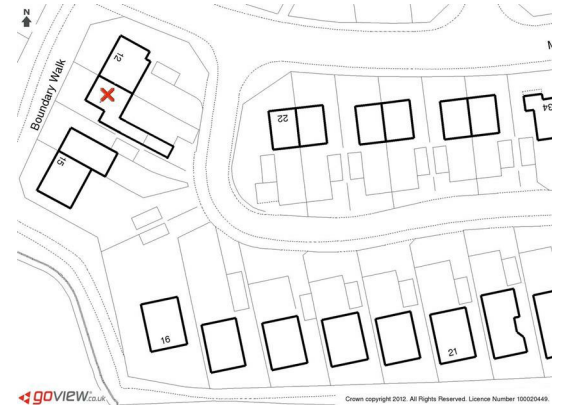 N
12
Boundary Walk
M
34
22
15
16
21
goview.co.uk
Crown copyright 2012. All Rights Reserved. Licence Number 100020449.